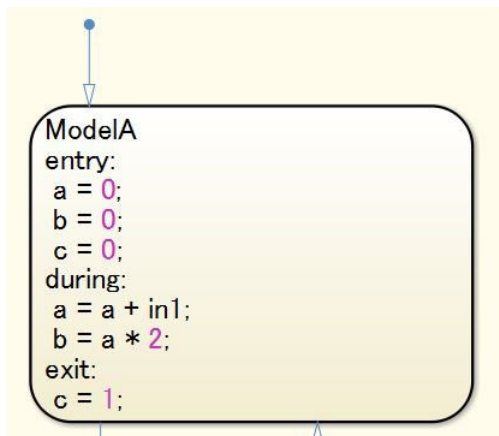 ModelA
entry:
a = 0;
b = 0;
c = 0;
during:
a = a + in1;
b = a * 2;
exit:
c = 1;